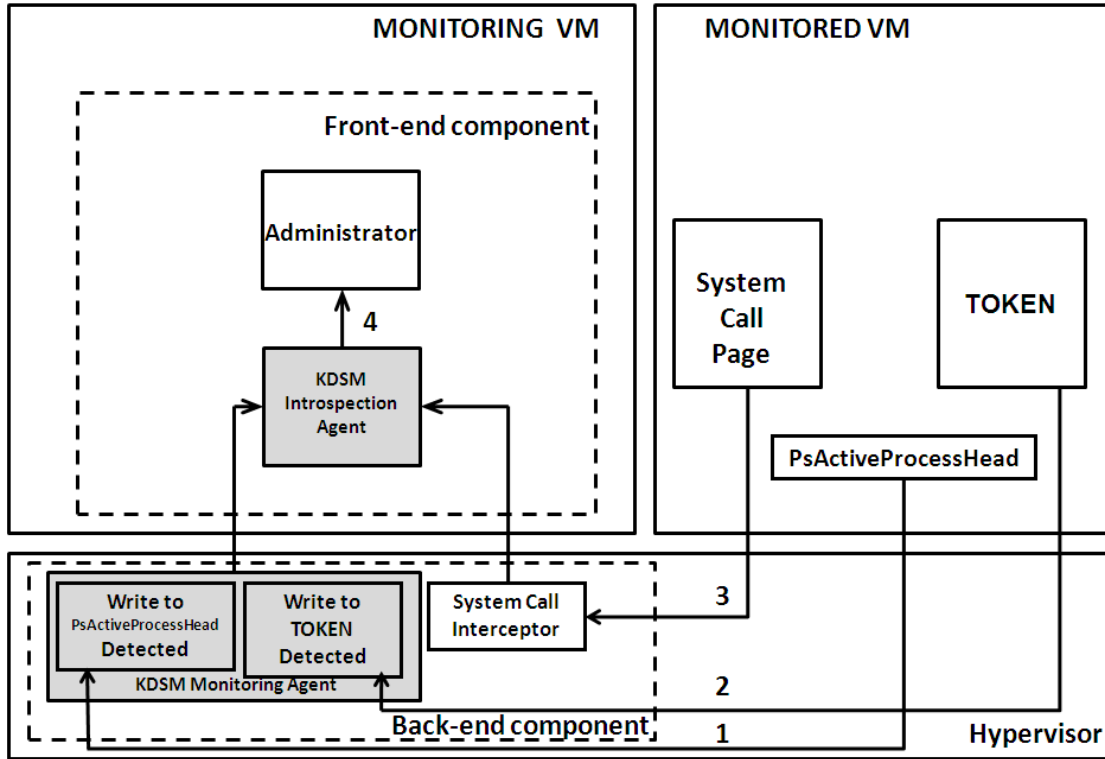 MONITORING VM
MONITORED VM
Front-end component
Administrator
4
KDSM
Introspection
Agent
System
Call
Page
TOKEN
PsActiveProcessHead
Write to
PsActiveProcessHead
Detected
Write to
TOKEN
Detected
KDSM Monitoring Agent
System Call
Interceptor
3
2
Back-end component
1
Hypervisor